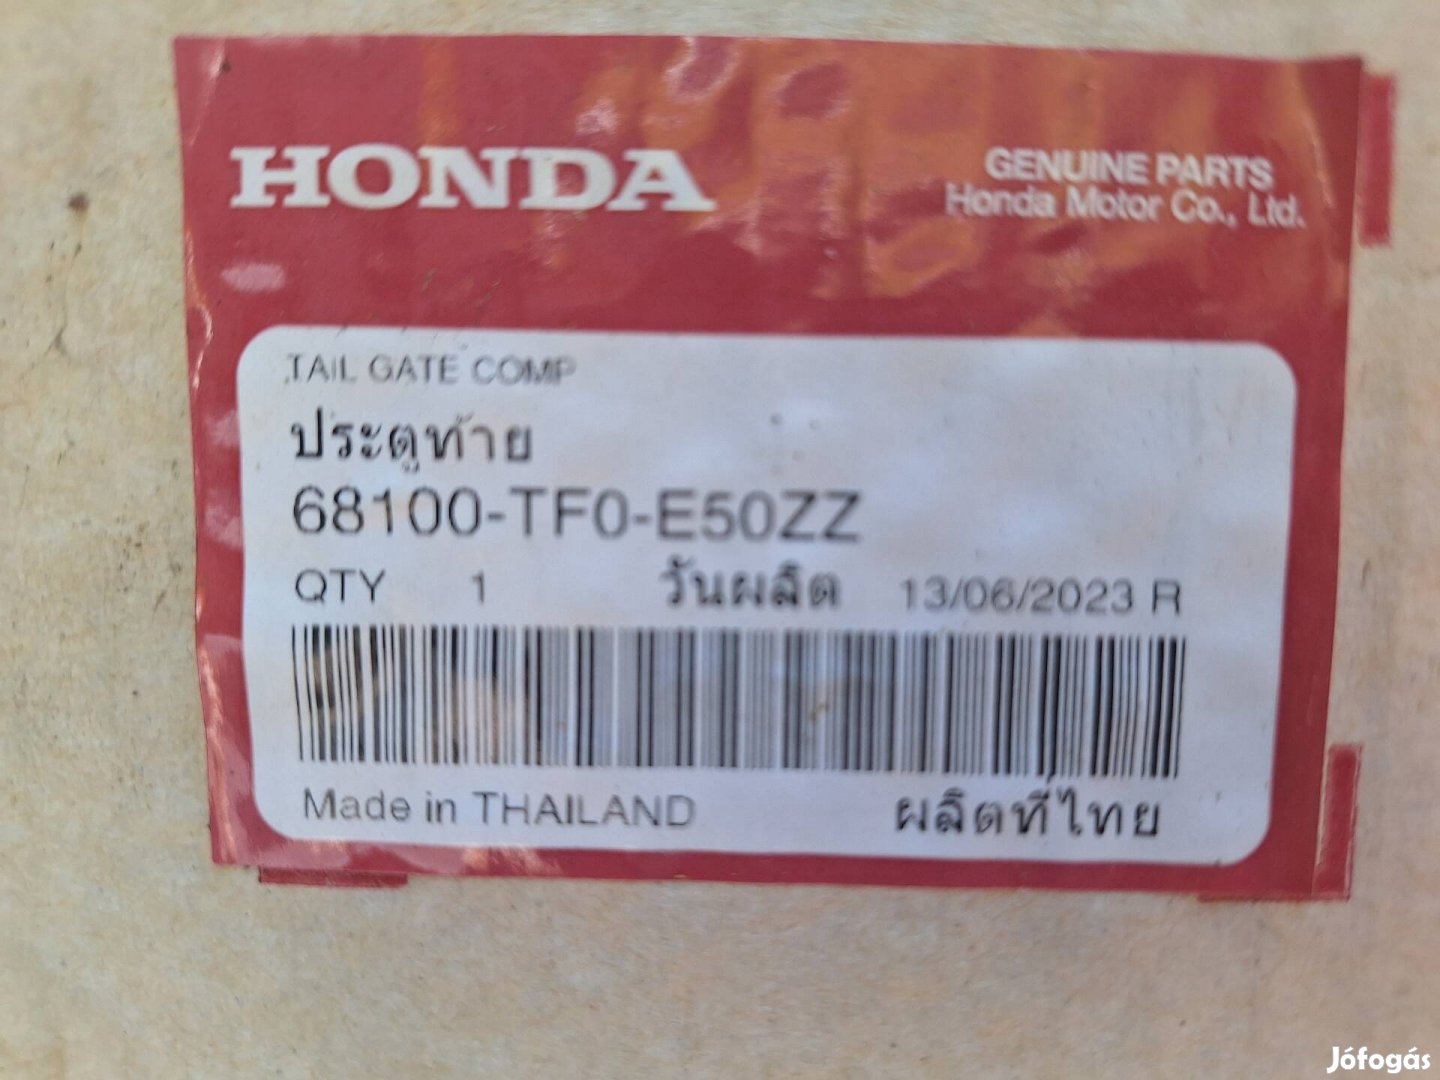 HONDA
GENUINE PARTS
Honda Motor Co., Ltd.
TAIL GATE COMP
ประตูท้าย
68100-TF0-E50ZZ
QTY 1 วันผลิต 13/06/2023 R
Made in THAILAND ผลิตที่ไทย
Jófogás